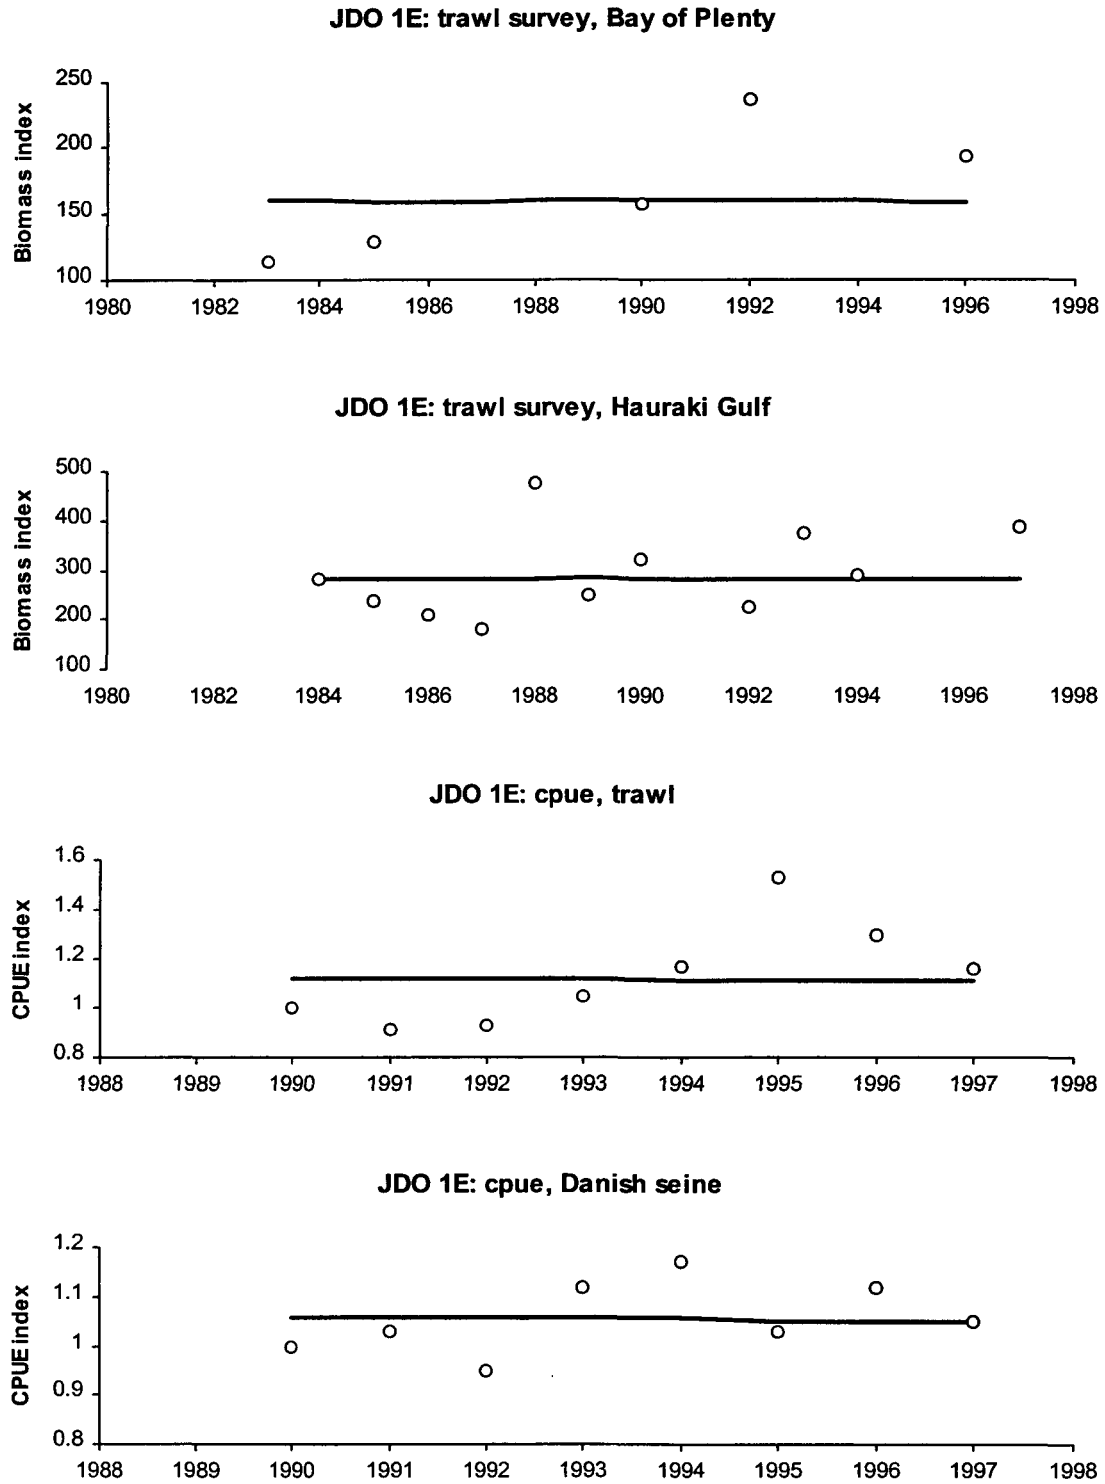 JDO 1E: trawl survey, Bay of Plenty
250
200
150
100
Biomass index
1980 1982 1984 1986 1988 1990 1992 1994 1996 1998
JDO 1E: trawl survey, Hauraki Gulf
500
400
300
200
100
Biomass index
1980 1982 1984 1986 1988 1990 1992 1994 1996 1998
JDO 1E: cpue, trawl
1.6
1.4
1.2
1
0.8
CPUE index
1988 1989 1990 1991 1992 1993 1994 1995 1996 1997 1998
JDO 1E: cpue, Danish seine
1.2
1.1
1
0.9
0.8
CPUE index
1988 1989 1990 1991 1992 1993 1994 1995 1996 1997 1998